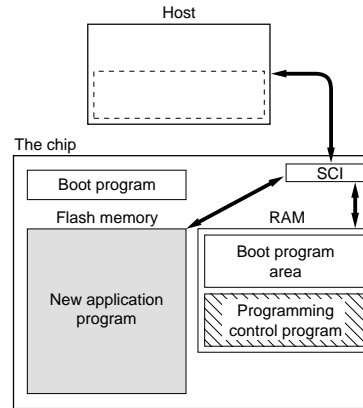 Host
The chip
SCI
Boot program
Flash memory
RAM
Boot program
area
New application
program
Programming
control program